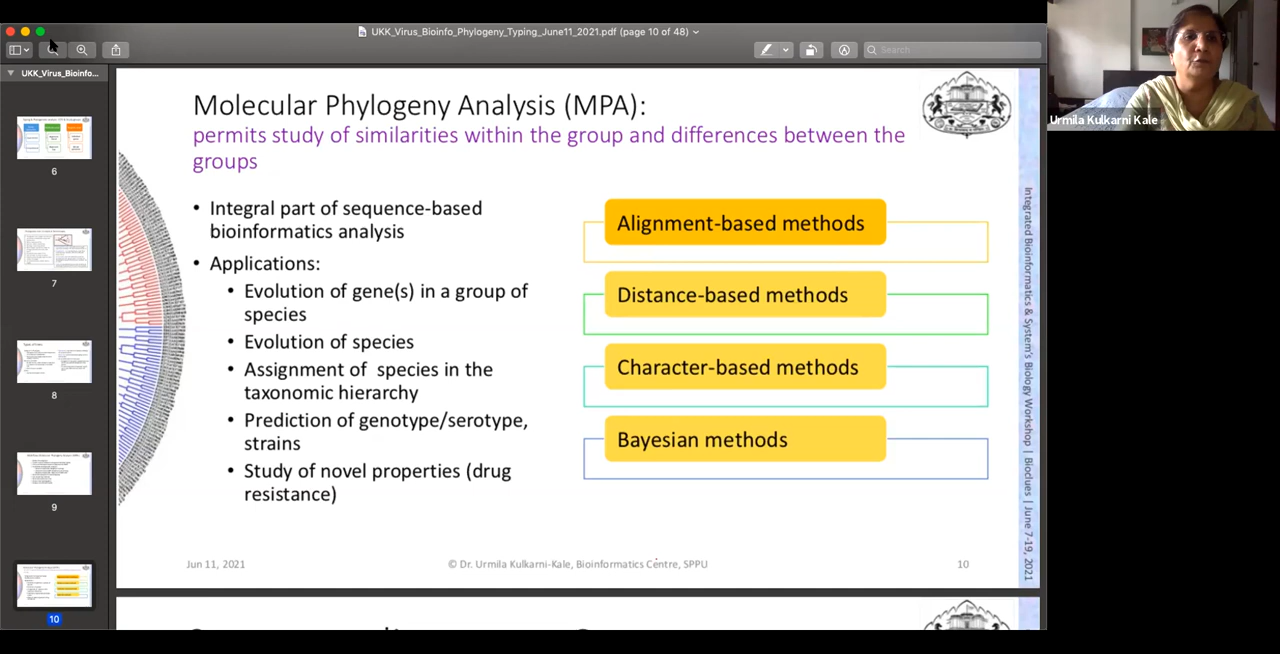 UKK_Virus_Bioinfo_Phylogeny_Typing_June11_2021.pdf (page 10 of 48)
Search
UKK_Virus_Bioinfo...
6
7
8
9
10
Molecular Phylogeny Analysis (MPA):
permits study of similarities within the group and differences between the
groups
• Integral part of sequence-based
bioinformatics analysis
• Applications:
• Evolution of gene(s) in a group of
species
• Evolution of species
• Assignment of species in the
taxonomic hierarchy
• Prediction of genotype/serotype,
strains
• Study of novel properties (drug
resistance)
Alignment-based methods
Distance-based methods
Character-based methods
Bayesian methods
Jun 11, 2021
© Dr. Urmila Kulkarni-Kale, Bioinformatics Centre, SPPU
10
Integrated Bioinformatics & System's Biology Workshop | Bioclues | June 7-19, 2021
Urmila Kulkarni Kale